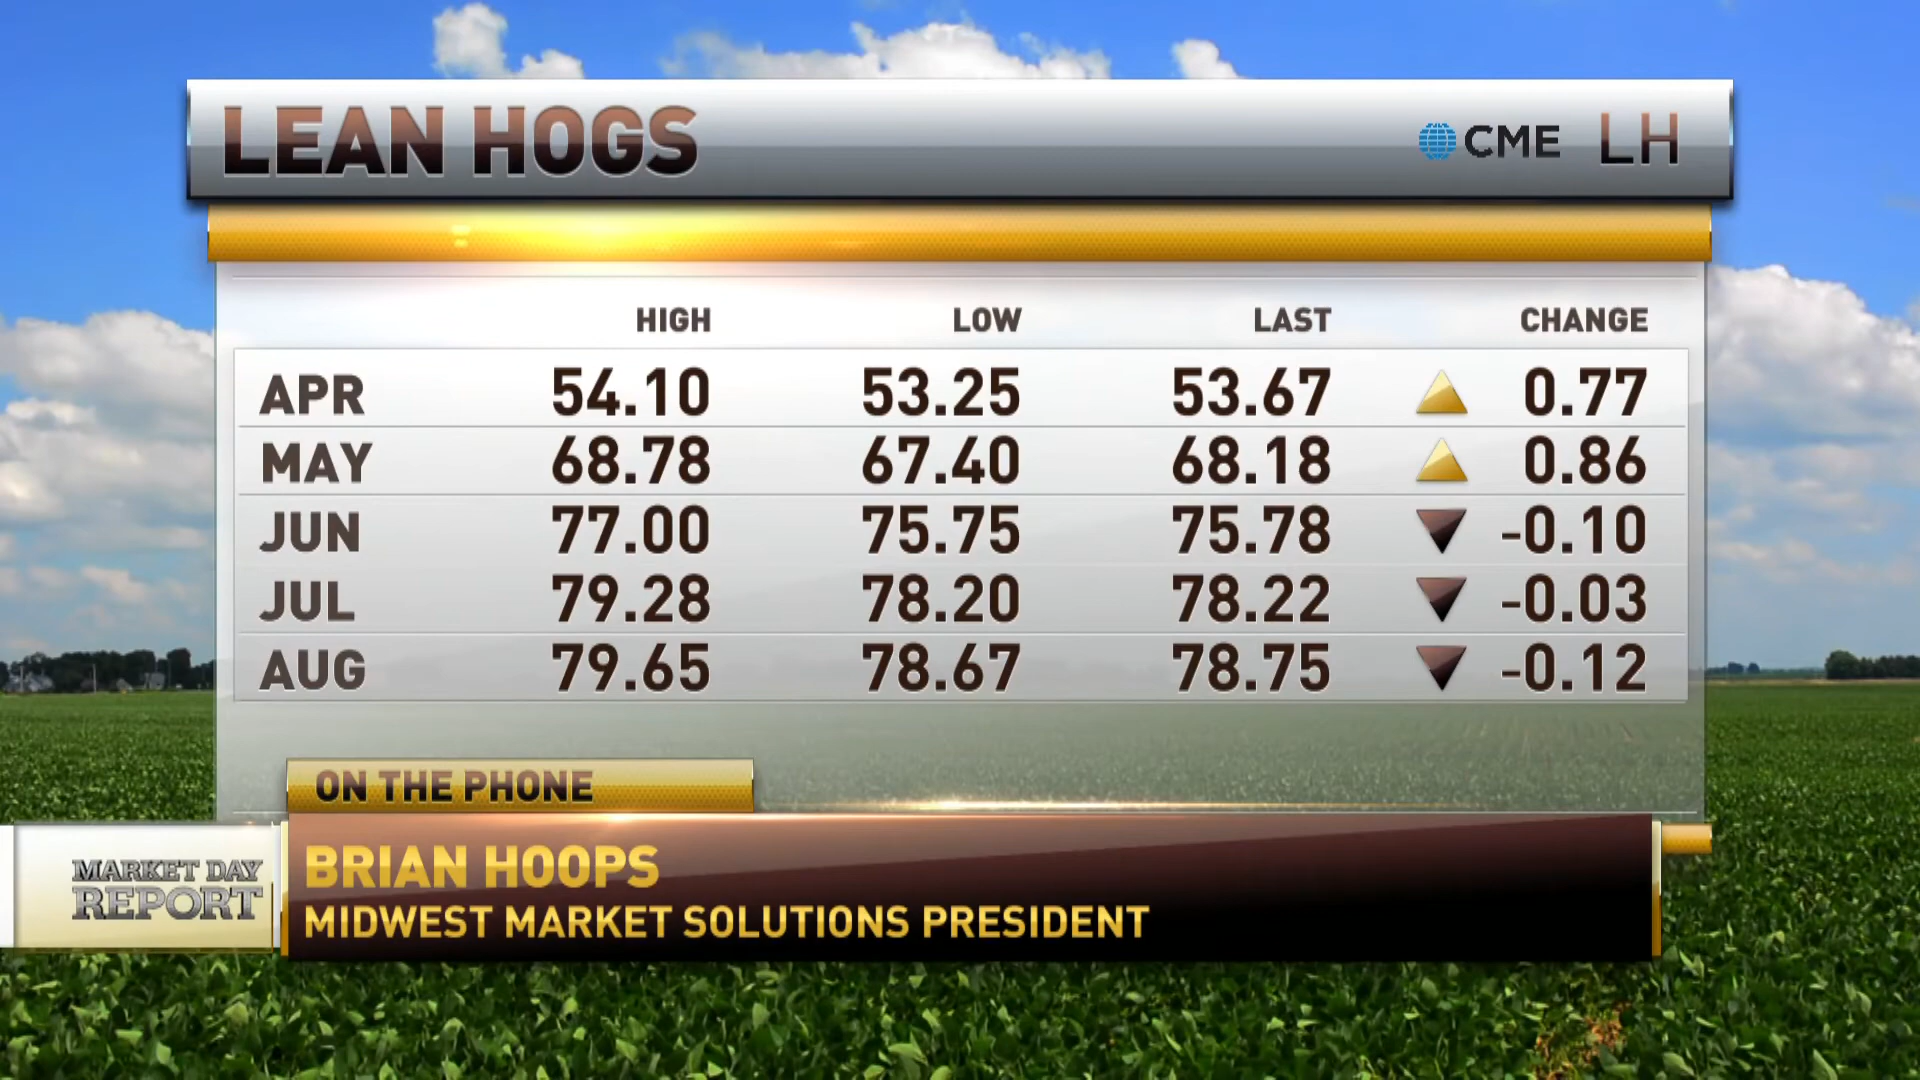 LEAN HOGS
CME LH
HIGH LOW LAST CHANGE
APR 54.10 53.25 53.67 0.77
MAY 68.78 67.40 68.18 0.86
JUN 77.00 75.75 75.78 -0.10
JUL 79.28 78.20 78.22 -0.03
AUG 79.65 78.67 78.75 -0.12
ON THE PHONE
MARKET DAY
REPORT
BRIAN HOOPS
MIDWEST MARKET SOLUTIONS PRESIDENT